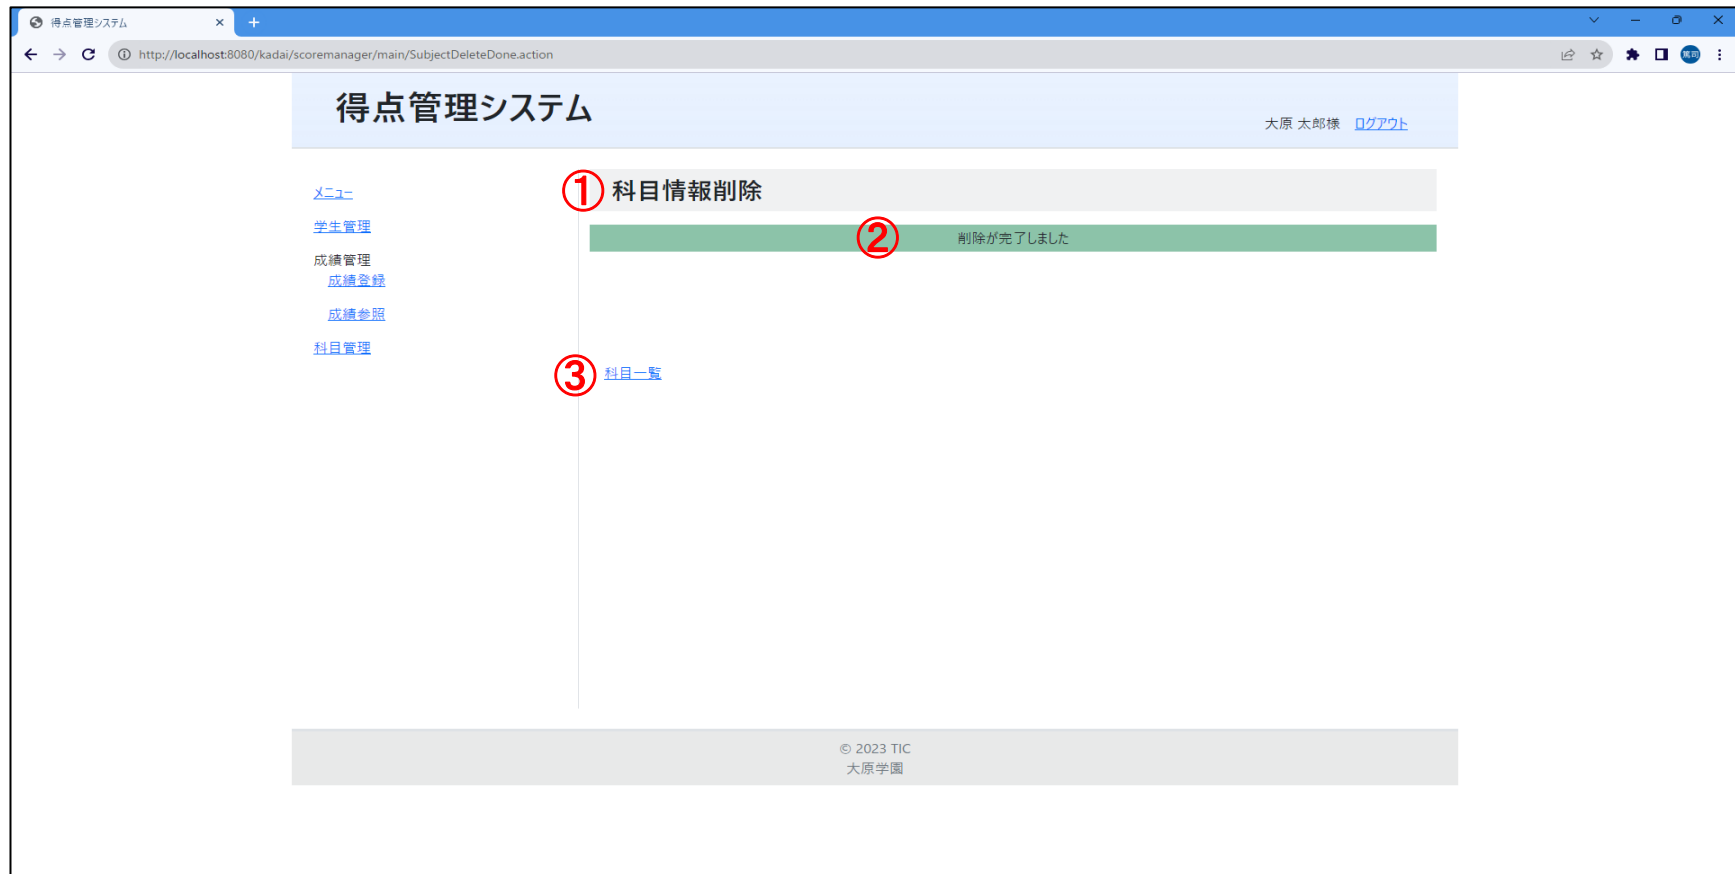 得点管理システム
http://localhost:8080/kadai/scoremanager/main/SubjectDeleteDone.action
篤司
得点管理システム
大原 太郎様 ログアウト
メニュー
学生管理
成績管理
成績登録
成績参照
科目管理
① 科目情報削除
② 削除が完了しました
③ 科目一覧
© 2023 TIC
大原学園